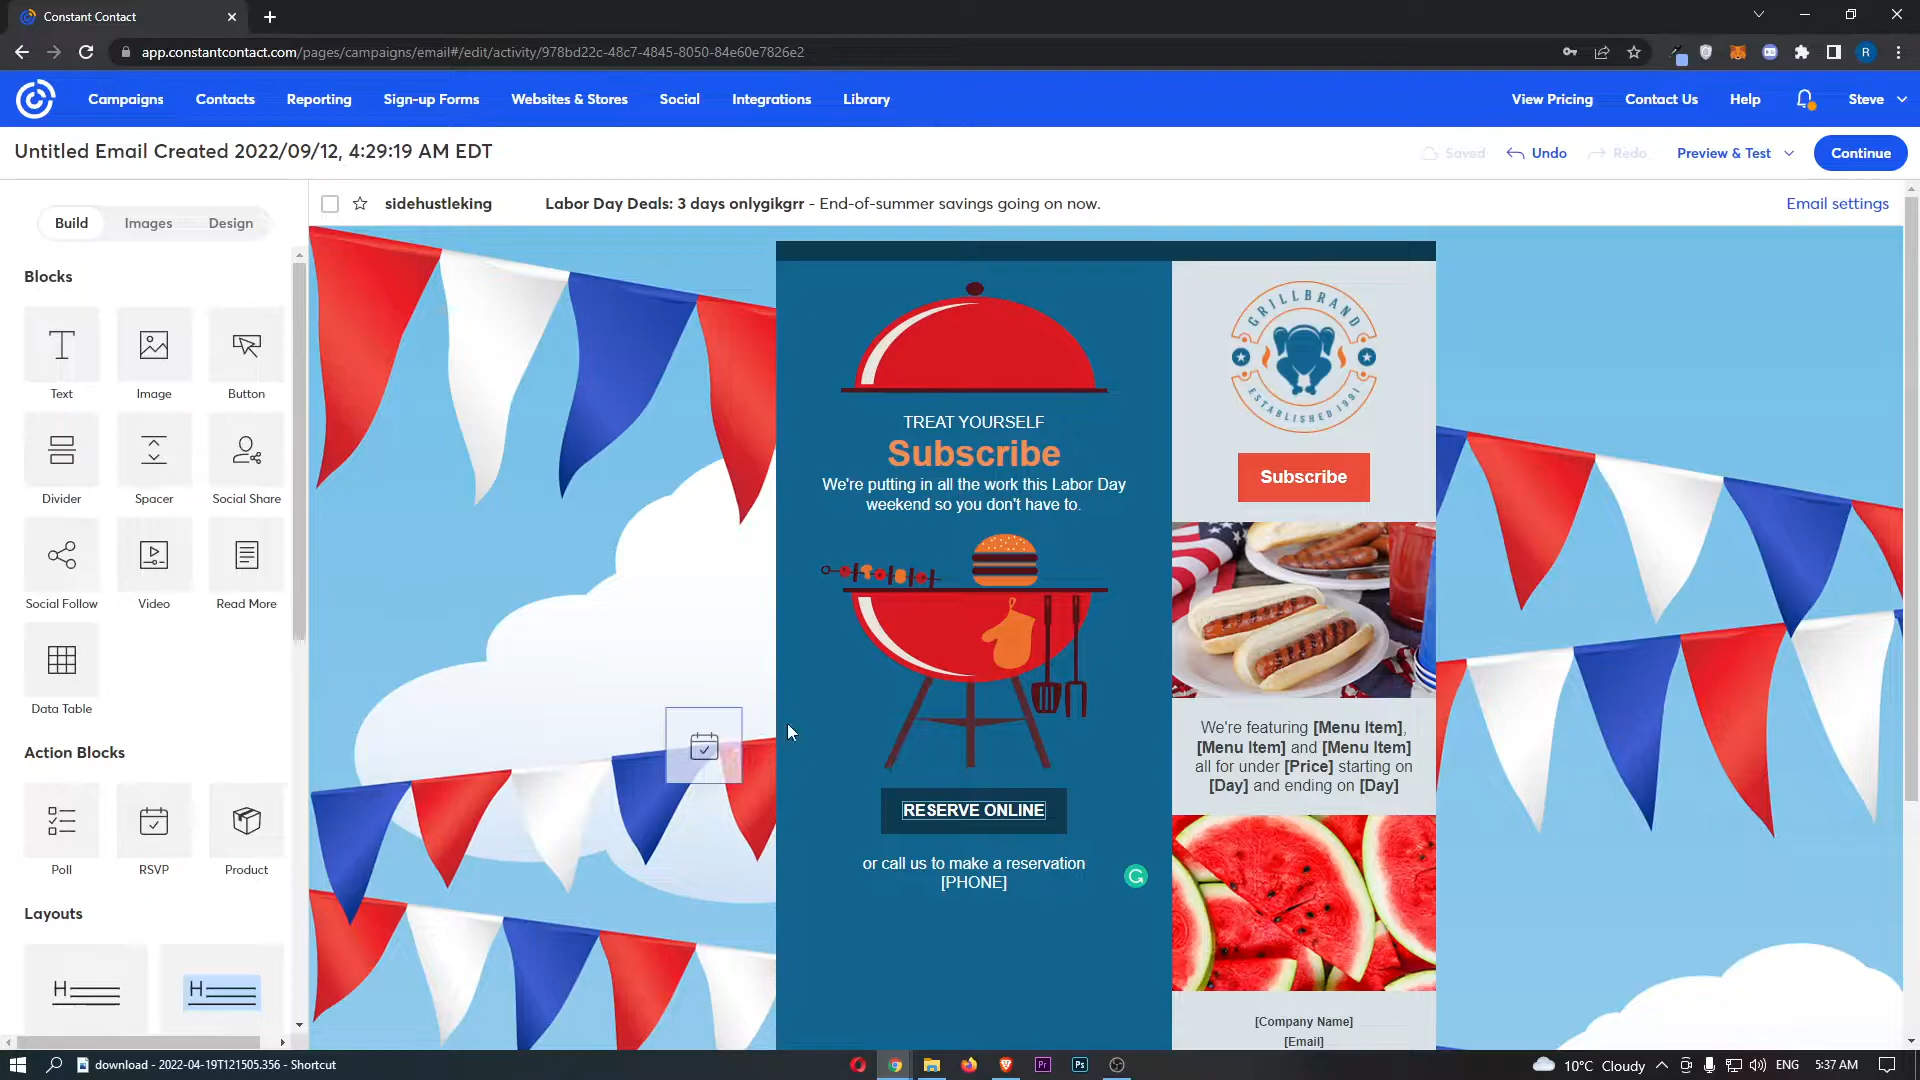 Constant Contact
app.constantcontact.com/pages/campaigns/email#/edit/activity/978bd22c-48c7-4845-8050-84e60e7826e2
R
Campaigns Contacts Reporting Sign-up Forms Websites & Stores Social Integrations Library View Pricing Contact Us Help Steve
Untitled Email Created 2022/09/12, 4:29:19 AM EDT
Saved Undo Redo Preview & Test Continue
Build Images Design
sidehustleking Labor Day Deals: 3 days onlygikgrr - End-of-summer savings going on now. Email settings
Blocks
Text Image Button
Divider Spacer Social Share
Social Follow Video Read More
Data Table
Action Blocks
Poll RSVP Product
Layouts
H H
TREAT YOURSELF
Subscribe
We're putting in all the work this Labor Day
weekend so you don't have to.
RESERVE ONLINE
or call us to make a reservation
[PHONE]
GRILLBRAND
ESTABLISHED 1991
Subscribe
We're featuring [Menu Item],
[Menu Item] and [Menu Item]
all for under [Price] starting on
[Day] and ending on [Day]
[Company Name]
[Email]
download - 2022-04-19T121505.356 - Shortcut
Pr Ps
10°C Cloudy ENG 5:37 AM